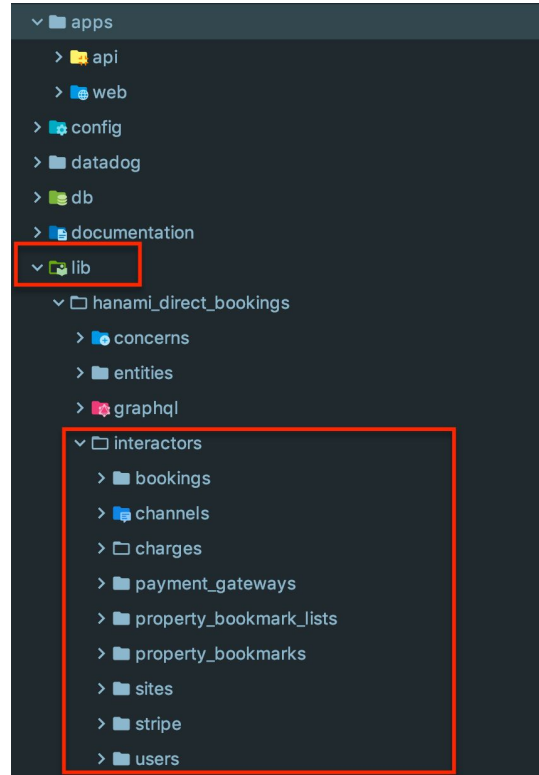 apps
api
web
config
datadog
db
documentation
lib
hanami_direct_bookings
concerns
entities
graphql
interactors
bookings
channels
charges
payment_gateways
property_bookmark_lists
property_bookmarks
sites
stripe
users